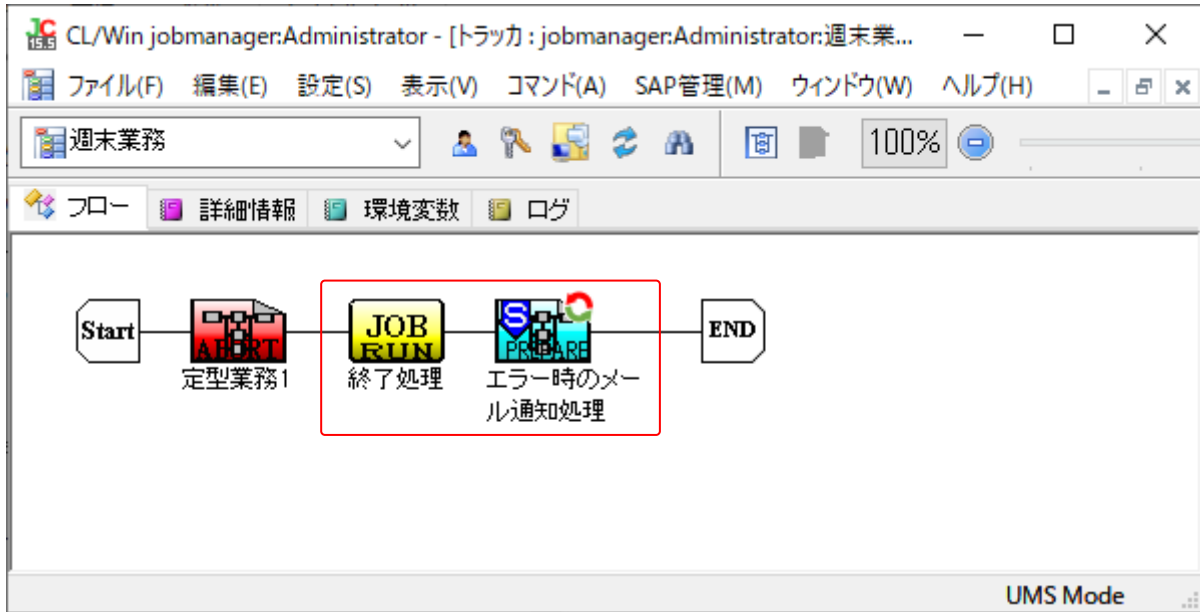 JC 15.5 CL/Win jobmanager:Administrator - [トラッカ : jobmanager:Administrator:週末業...
ファイル(F) 編集(E) 設定(S) 表示(V) コマンド(A) SAP管理(M) ウィンドウ(W) ヘルプ(H)
週末業務 100%
フロー 詳細情報 環境変数 ログ
Start ABORT JOB RUN S PREPARE END
定型業務1 終了処理 エラー時のメー
ル通知処理
UMS Mode